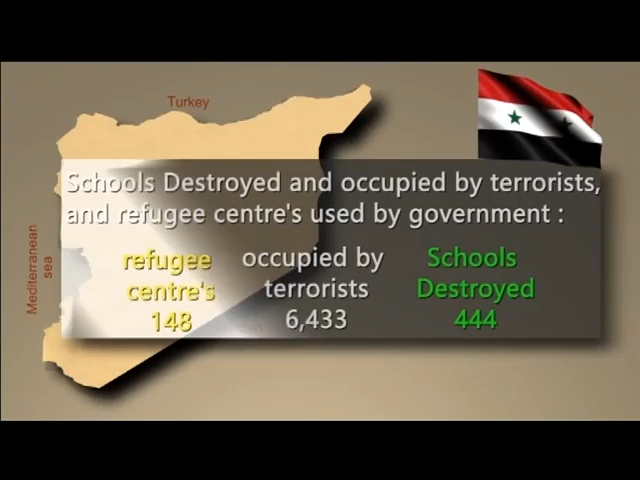 Turkey
Schools Destroyed and occupied by terrorists,
and refugee centre's used by government :
Mediterranean
sea
refugee
centre's
148
occupied by
terrorists
6,433
Schools
Destroyed
444